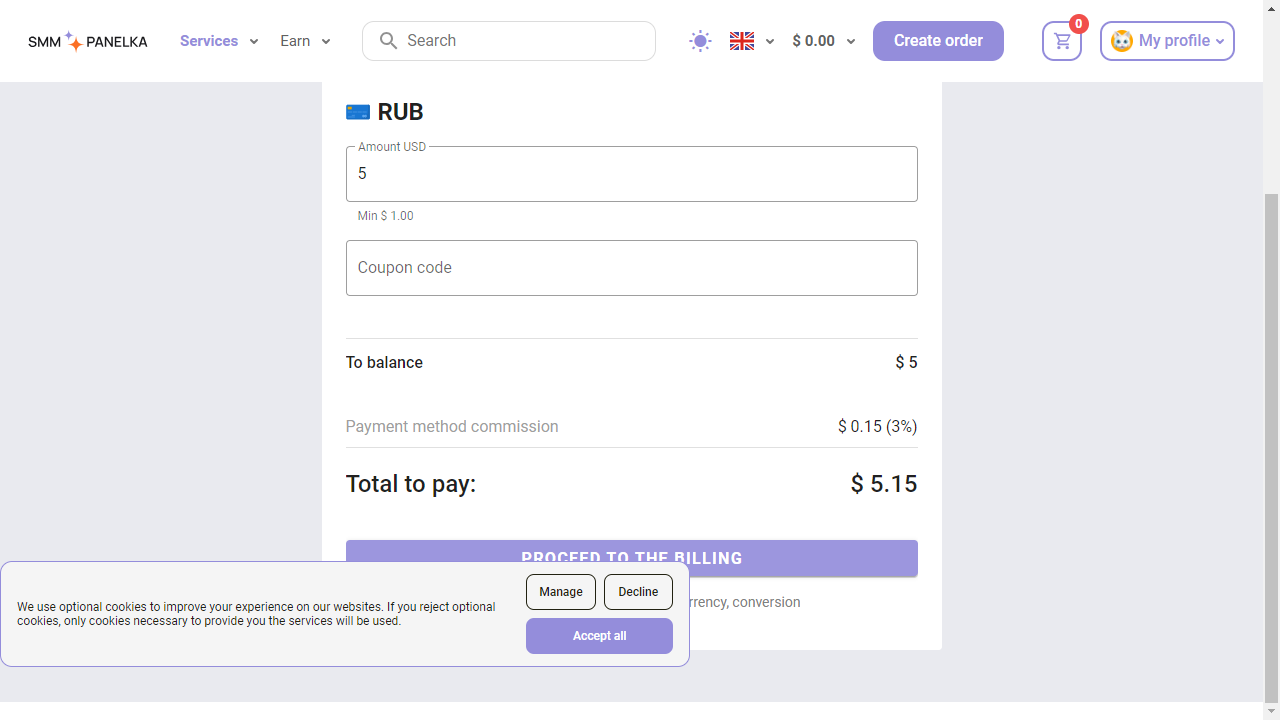 SMM PANELKA Services Earn Search $ 0.00 Create order 0 My profile
RUB
Amount USD
5
Min $ 1.00
Coupon code
To balance $ 5
Payment method commission $ 0.15 (3%)
Total to pay: $ 5.15
PROCEED TO THE BILLING
We use optional cookies to improve your experience on our websites. If you reject optional
cookies, only cookies necessary to provide you the services will be used.
Manage Decline
Accept all
conversion